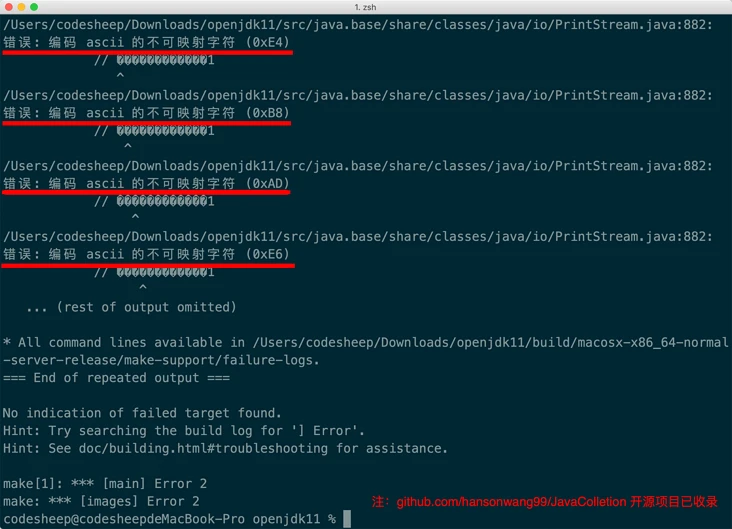 1. zsh
/Users/codesheep/Downloads/openjdk11/src/java.base/share/classes/java/io/PrintStream.java:882:
错误: 编码 ascii 的不可映射字符 (0xE4)
// ������������1
^
/Users/codesheep/Downloads/openjdk11/src/java.base/share/classes/java/io/PrintStream.java:882:
错误: 编码 ascii 的不可映射字符 (0xB8)
// ������������1
^
/Users/codesheep/Downloads/openjdk11/src/java.base/share/classes/java/io/PrintStream.java:882:
错误: 编码 ascii 的不可映射字符 (0xAD)
// ������������1
^
/Users/codesheep/Downloads/openjdk11/src/java.base/share/classes/java/io/PrintStream.java:882:
错误: 编码 ascii 的不可映射字符 (0xE6)
// ������������1
^
... (rest of output omitted)
* All command lines available in /Users/codesheep/Downloads/openjdk11/build/macosx-x86_64-normal
-server-release/make-support/failure-logs.
=== End of repeated output ===
No indication of failed target found.
Hint: Try searching the build log for '] Error'.
Hint: See doc/building.html#troubleshooting for assistance.
make[1]: *** [main] Error 2
make: *** [images] Error 2
注：github.com/hansonwang99/JavaColletion 开源项目已收录
codesheep@codesheepdeMacBook-Pro openjdk11 %